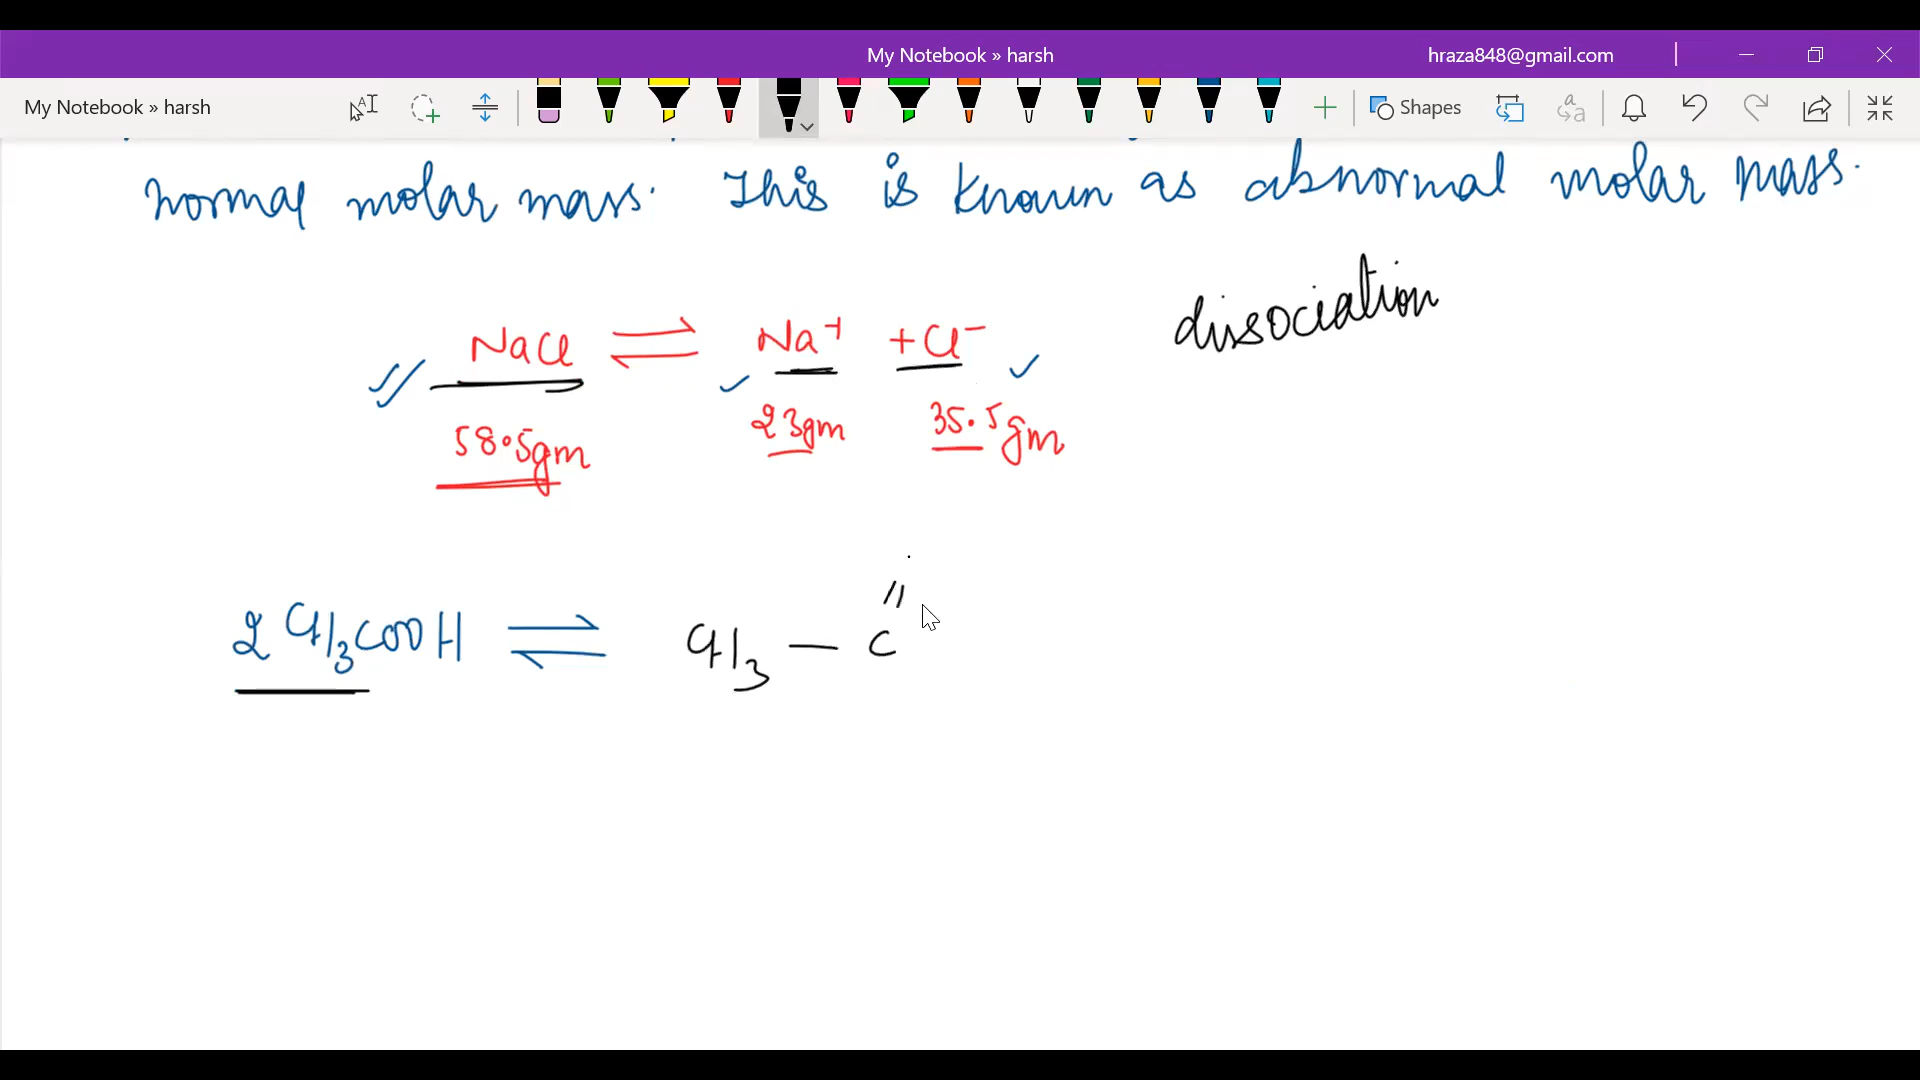 My Notebook » harsh
hraza848@gmail.com
My Notebook » harsh
Shapes
normal molar mass. This is known as abnormal molar mass.
dissociation
NaCl ⇌ Na⁺ + Cl⁻
58.5gm 23gm 35.5gm
2 CH₃COOH ⇌ CH₃ — C